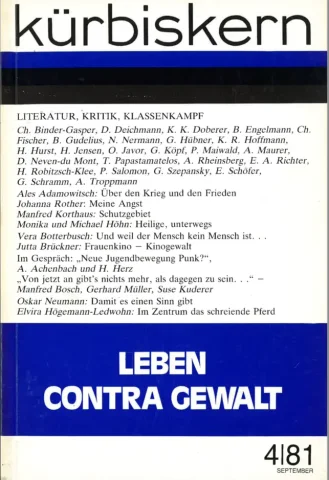 kürbiskern
LITERATUR, KRITIK, KLASSENKAMPF
Ch. Binder-Gasper, D. Deichmann, K. K. Doberer, B. Engelmann, Ch.
Fischer, B. Gudelius, N. Nermann, G. Hübner, K. R. Hoffmann,
H. Hurst, H. Jensen, O. Javor, G. Köpf, P. Maiwald, A. Maurer,
D. Neven-du Mont, T. Papastamatelos, A. Rheinsberg, E. A. Richter,
H. Robitzsch-Klee, P. Salomon, G. Szepansky, E. Schöfer,
G. Schramm, A. Troppmann
Ales Adamowitsch: Über den Krieg und den Frieden
Johanna Rother: Meine Angst
Manfred Korthaus: Schutzgebiet
Monika und Michael Höhn: Heilige, unterwegs
Vera Botterbusch: Und weil der Mensch kein Mensch ist. . .
Jutta Brückner: Frauenkino – Kinogewalt
Im Gespräch: „Neue Jugendbewegung Punk?“,
A. Achenbach und H. Herz
„Von jetzt an gibt's nichts mehr, als dagegen zu sein. . .“ –
Manfred Bosch, Gerhard Müller, Suse Kuderer
Oskar Neumann: Damit es einen Sinn gibt
Elvira Högemann-Ledwohn: Im Zentrum das schreiende Pferd
LEBEN
CONTRA GEWALT
4|81
SEPTEMBER